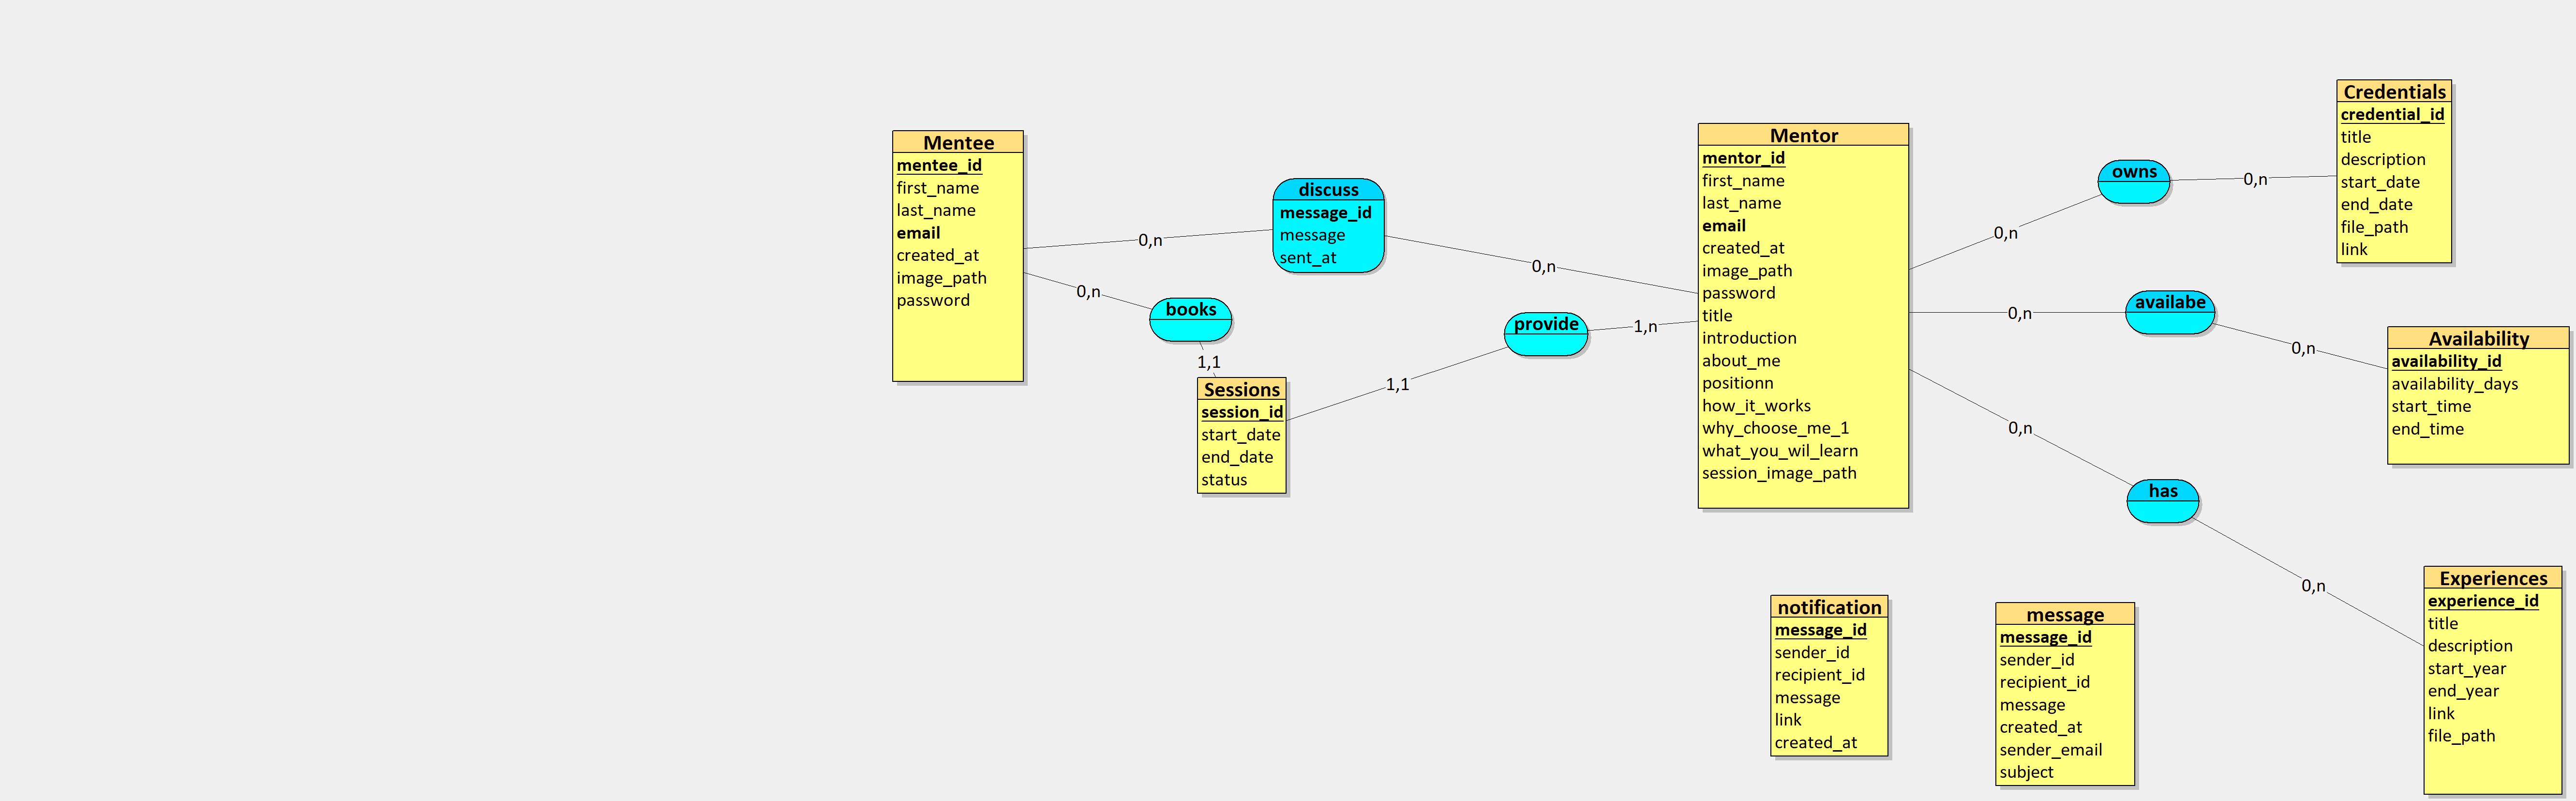 Mentee
mentee_id
first_name
last_name
email
created_at
image_path
password
0,n
discuss
message_id
message
sent_at
0,n
0,n
books
1,1
Sessions
session_id
start_date
end_date
status
1,1
provide
1,n
Mentor
mentor_id
first_name
last_name
email
created_at
image_path
password
title
introduction
about_me
positionn
how_it_works
why_choose_me_1
what_you_wil_learn
session_image_path
0,n
owns
0,n
Credentials
credential_id
title
description
start_date
end_date
file_path
link
0,n
availabe
0,n
Availability
availability_id
availability_days
start_time
end_time
0,n
has
0,n
Experiences
experience_id
title
description
start_year
end_year
link
file_path
notification
message_id
sender_id
recipient_id
message
link
created_at
message
message_id
sender_id
recipient_id
message
created_at
sender_email
subject